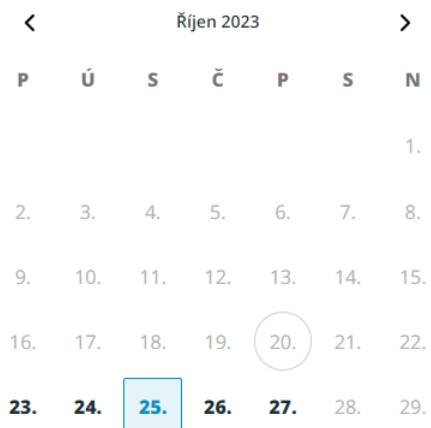 Říjen 2023
P Ú S Č P S N
1.
2. 3. 4. 5. 6. 7. 8.
9. 10. 11. 12. 13. 14. 15.
16. 17. 18. 19. 20. 21. 22.
23. 24. 25. 26. 27. 28. 29.